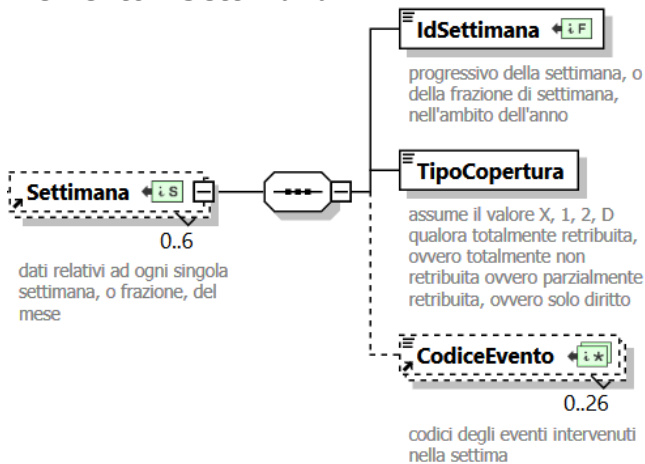 IdSettimana
i F
progressivo della settimana, o
della frazione di settimana,
nell'ambito dell'anno
Settimana
i S
0..6
dati relativi ad ogni singola
settimana, o frazione, del
mese
TipoCopertura
assume il valore X, 1, 2, D
qualora totalmente retribuita,
ovvero totalmente non
retribuita ovvero parzialmente
retribuita, ovvero solo diritto
CodiceEvento
i *
0..26
codici degli eventi intervenuti
nella settima